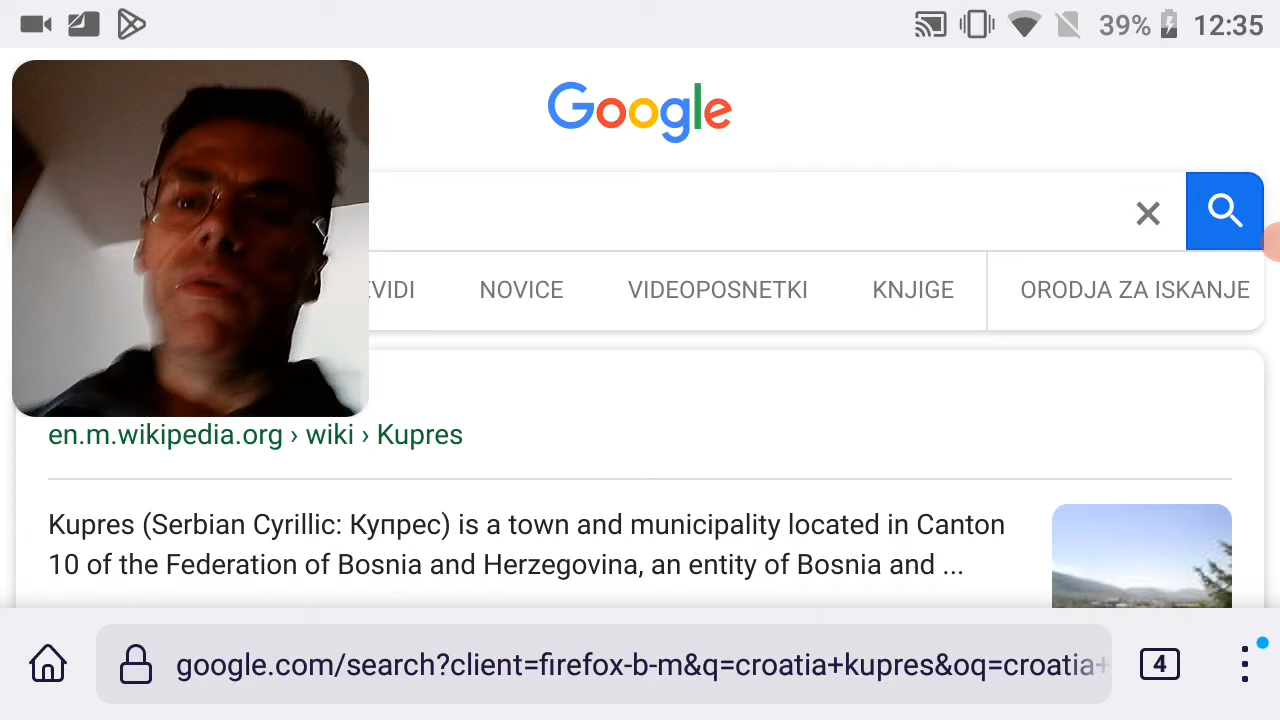 39% 12:35
Google
EVIDI NOVICE VIDEOPOSNETKI KNJIGE ORODJA ZA ISKANJE
en.m.wikipedia.org › wiki › Kupres
Kupres (Serbian Cyrillic: Купрес) is a town and municipality located in Canton
10 of the Federation of Bosnia and Herzegovina, an entity of Bosnia and ...
google.com/search?client=firefox-b-m&q=croatia+kupres&oq=croatia+
4